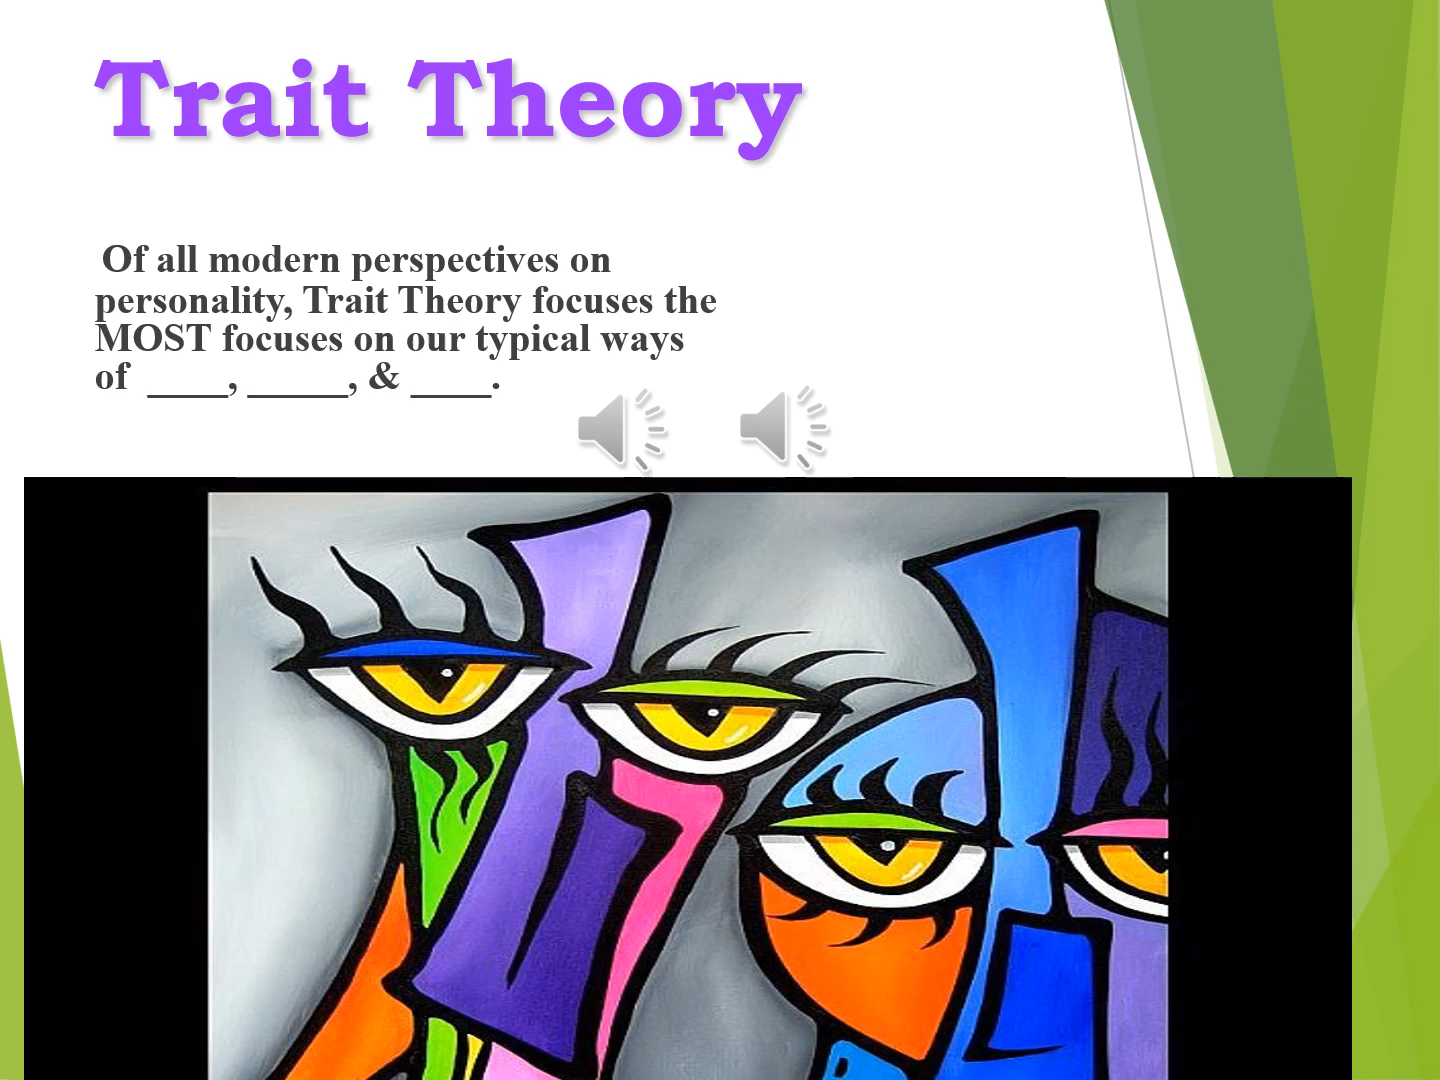 Trait Theory
Of all modern perspectives on
personality, Trait Theory focuses the
MOST focuses on our typical ways
of ____, _____, & ____.